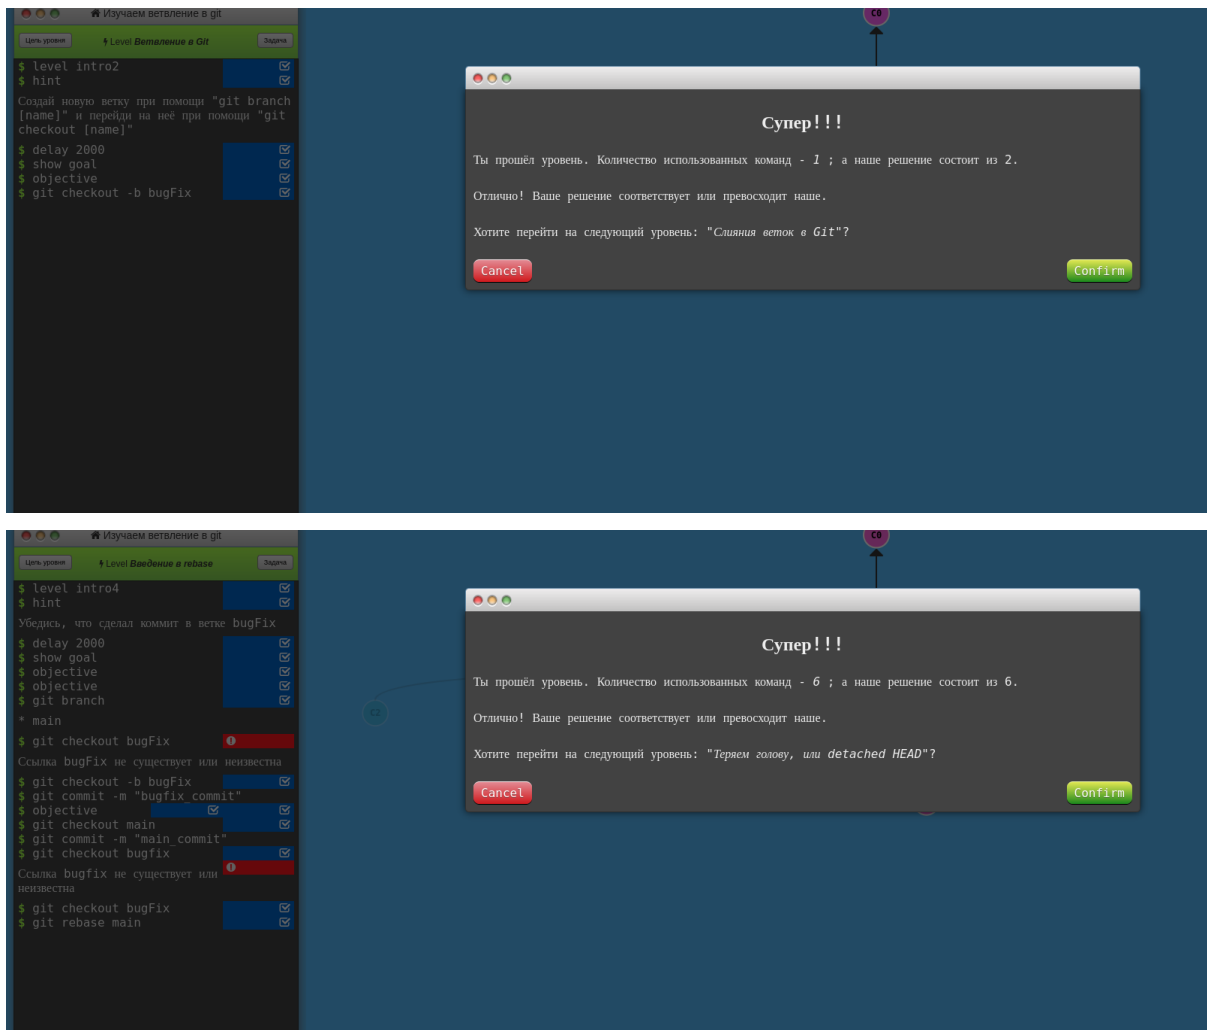 Изучаем ветвление в git
Цель уровня
Level Ветвление в Git
Задача
$ level intro2
$ hint
Создай новую ветку при помощи "git branch
[name]" и перейди на неё при помощи "git
checkout [name]"
$ delay 2000
$ show goal
$ objective
$ git checkout -b bugFix
C0
Супер!!!
Ты прошёл уровень. Количество использованных команд - 1 ; а наше решение состоит из 2.
Отлично! Ваше решение соответствует или превосходит наше.
Хотите перейти на следующий уровень: "Слияния веток в Git"?
Cancel
Confirm
Изучаем ветвление в git
Цель уровня
Level Введение в rebase
Задача
$ level intro4
$ hint
Убедись, что сделал коммит в ветке bugFix
$ delay 2000
$ show goal
$ objective
$ objective
$ git branch
* main
$ git checkout bugFix
Ссылка bugFix не существует или неизвестна
$ git checkout -b bugFix
$ git commit -m "bugfix_commit"
$ objective
$ git checkout main
$ git commit -m "main_commit"
$ git checkout bugfix
Ссылка bugfix не существует или
неизвестна
$ git checkout bugFix
$ git rebase main
C0
C2
Супер!!!
Ты прошёл уровень. Количество использованных команд - 6 ; а наше решение состоит из 6.
Отлично! Ваше решение соответствует или превосходит наше.
Хотите перейти на следующий уровень: "Теряем голову, или detached HEAD"?
Cancel
Confirm